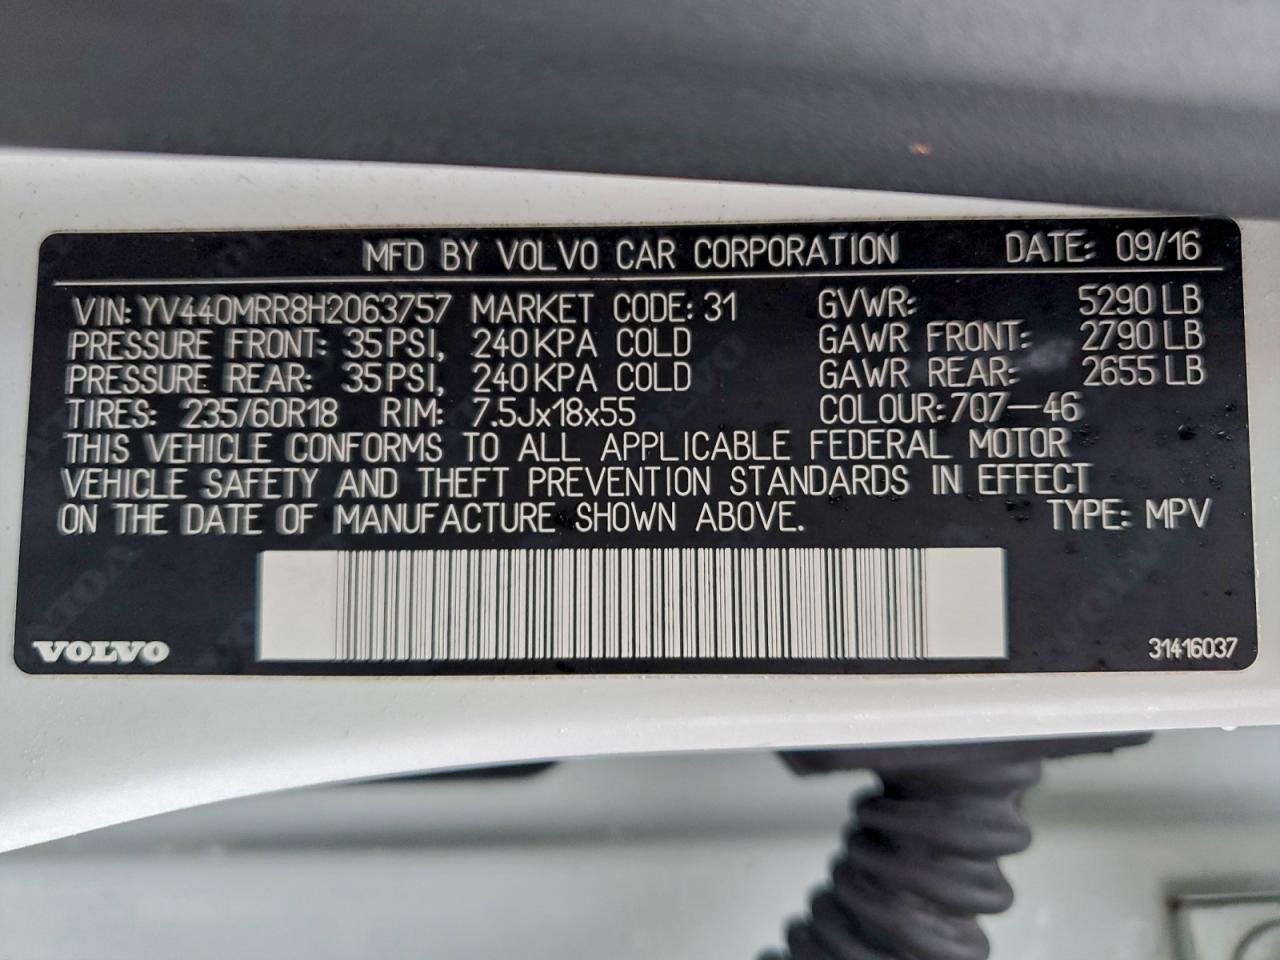 MFD BY VOLVO CAR CORPORATION DATE: 09/16
VIN: YV440MRR8H2063757 MARKET CODE: 31 GVWR: 5290 LB
PRESSURE FRONT: 35 PSI, 240 KPA COLD GAWR FRONT: 2790 LB
PRESSURE REAR: 35 PSI, 240 KPA COLD GAWR REAR: 2655 LB
TIRES: 235/60R18 RIM: 7.5Jx18x55 COLOUR: 707-46
THIS VEHICLE CONFORMS TO ALL APPLICABLE FEDERAL MOTOR
VEHICLE SAFETY AND THEFT PREVENTION STANDARDS IN EFFECT
ON THE DATE OF MANUFACTURE SHOWN ABOVE. TYPE: MPV
VOLVO 31416037